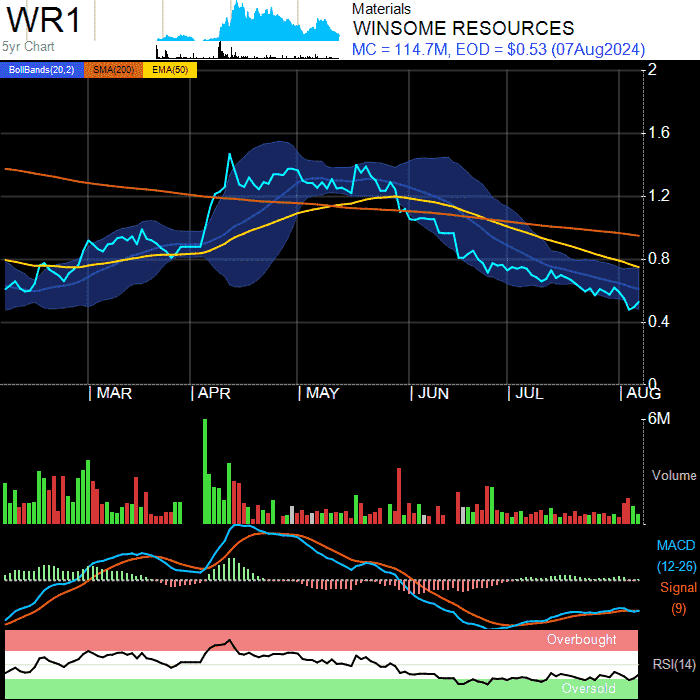 WR1
5yr Chart
Materials
WINSOME RESOURCES
MC = 114.7M, EOD = $0.53 (07Aug2024)
BollBands(20,2) SMA(200) EMA(50)
2
1.6
1.2
0.8
0.4
0
MAR APR MAY JUN JUL AUG
6M
Volume
MACD
(12-26)
Signal
(9)
Overbought
RSI(14)
Oversold